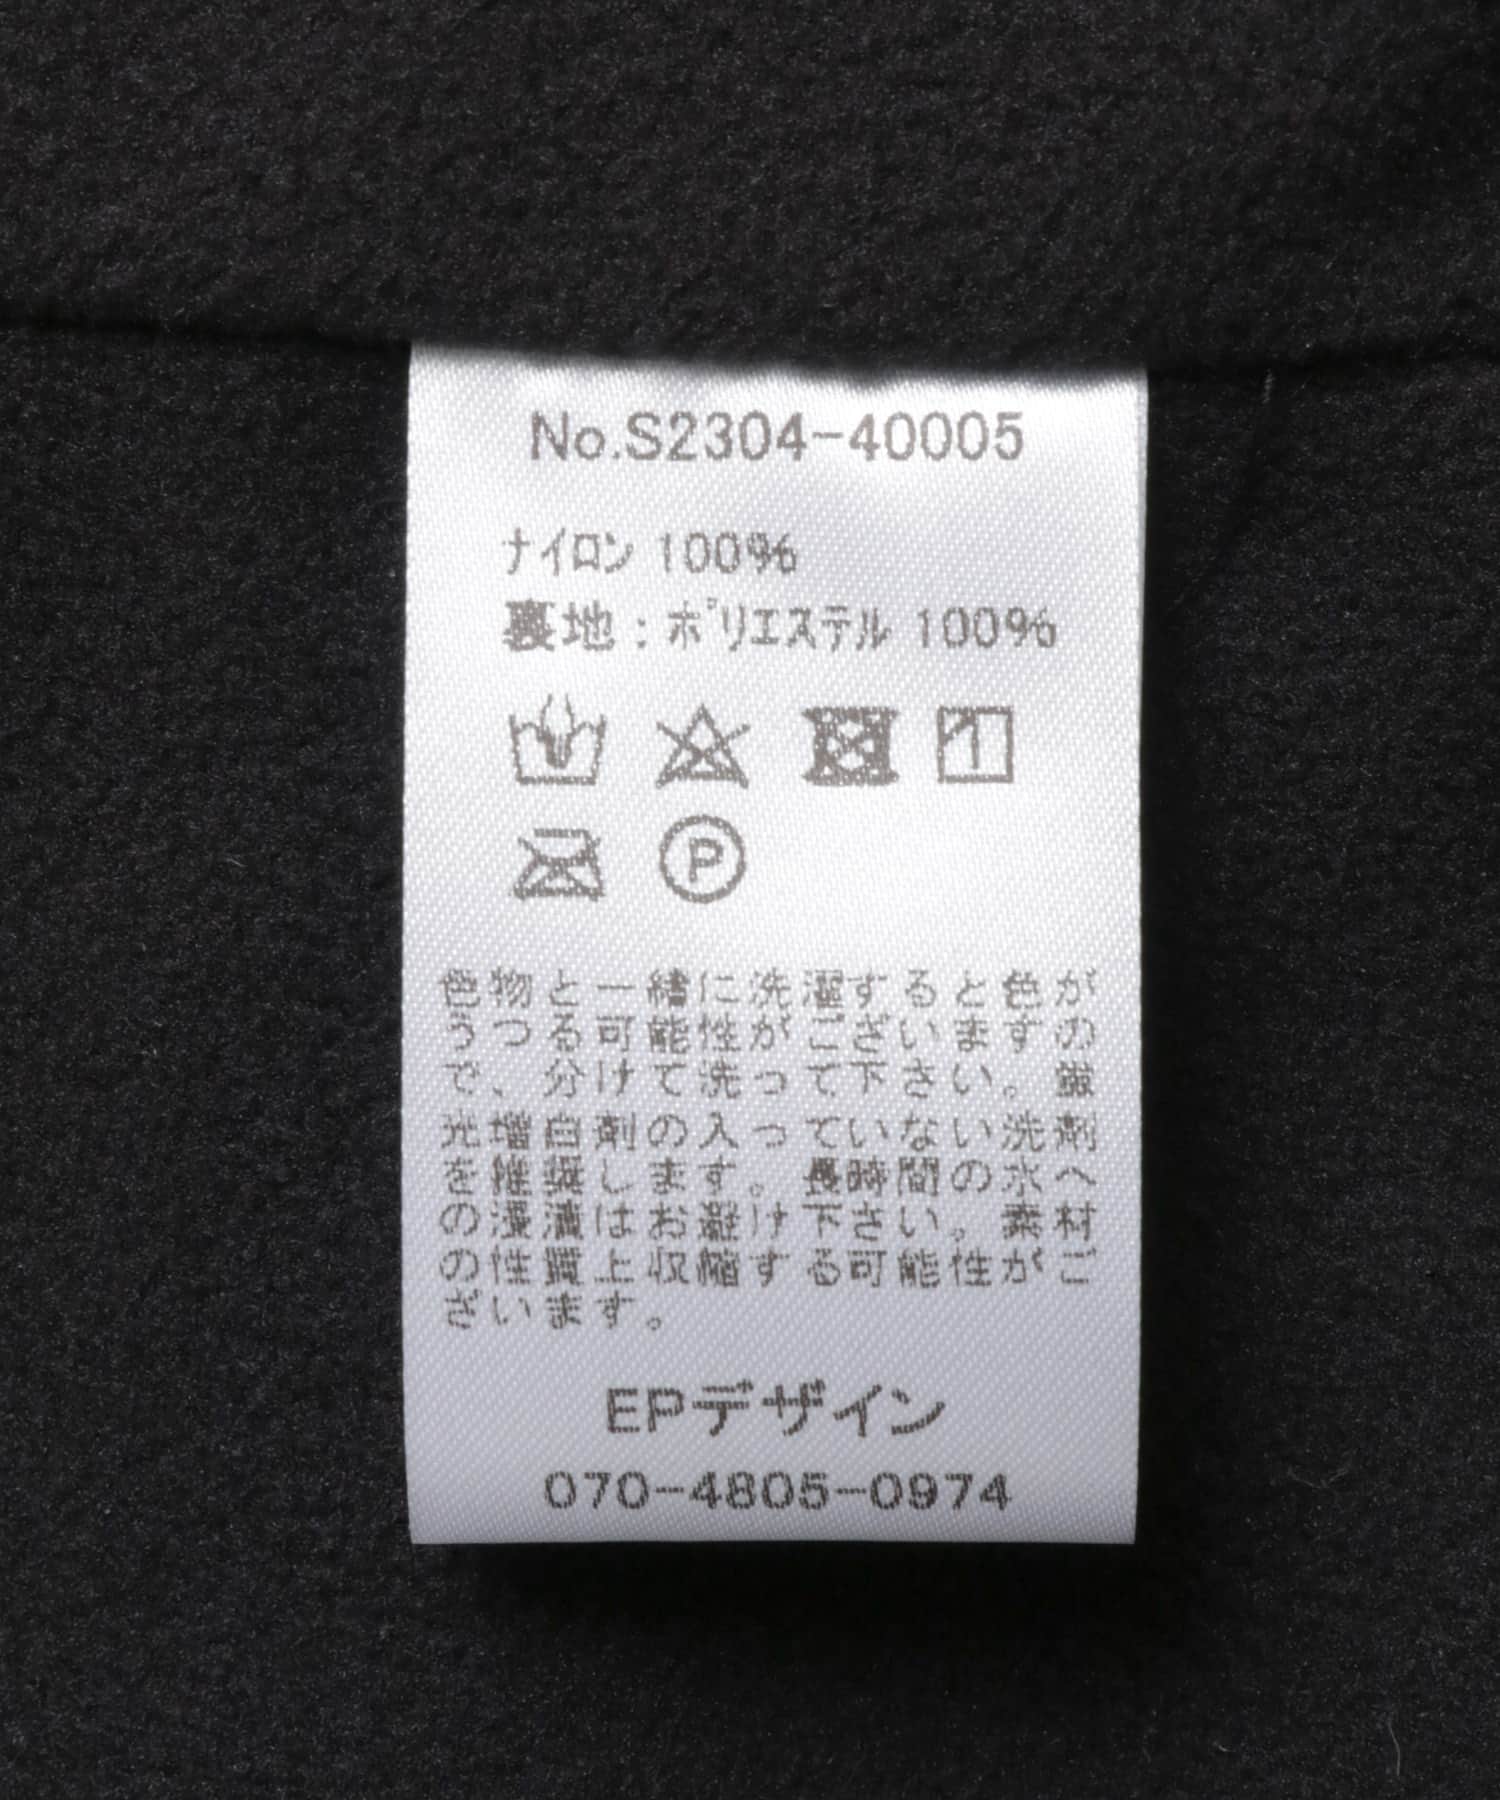 No.S2304-40005
ナイロン 100%
裏地:ポリエステル 100%
P
色物と一緒に洗濯すると色が
うつる可能性がございますの
で、分けて洗って下さい。蛍
光増白剤の入っていない洗剤
を推奨します。長時間の水へ
の浸漬はお避け下さい。素材
の性質上収縮する可能性がご
ざいます。
EPデザイン
070-4805-0974